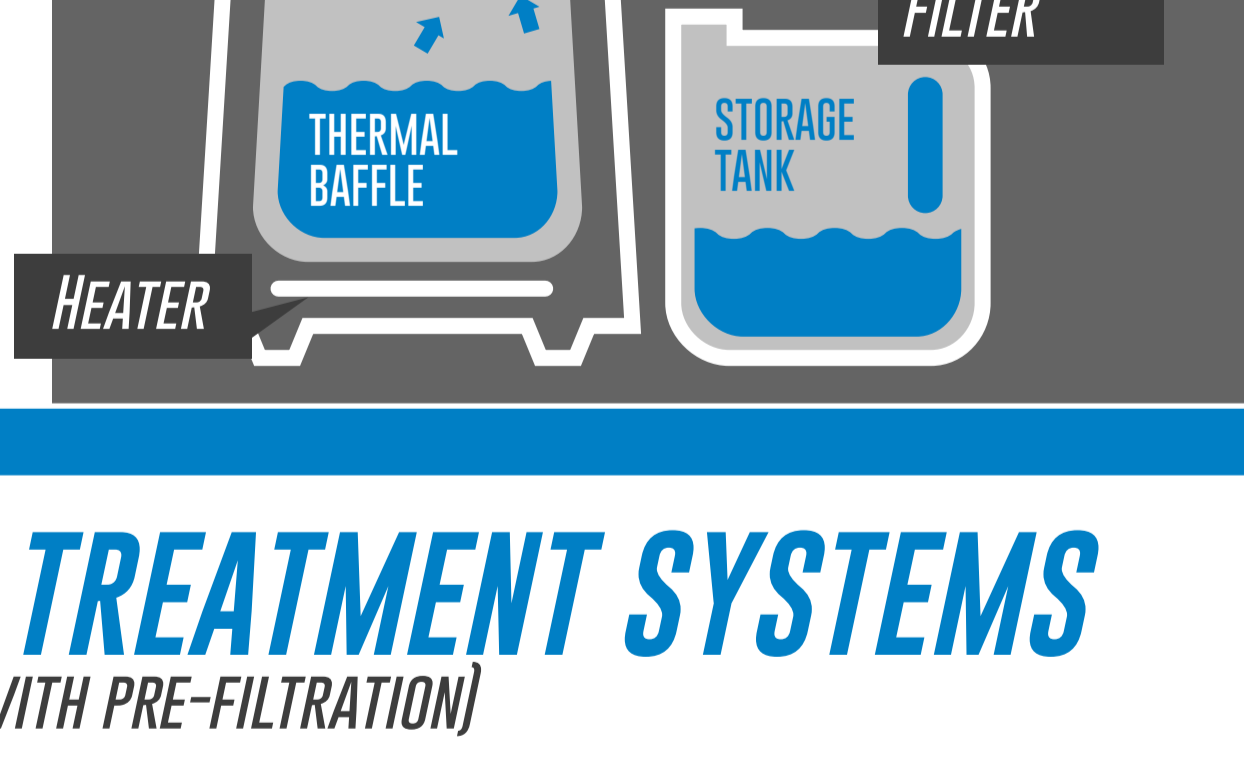 FILTER
STORAGE
TANK
THERMAL
BAFFLE
HEATER
TREATMENT SYSTEMS
PRE-FILTRATION)